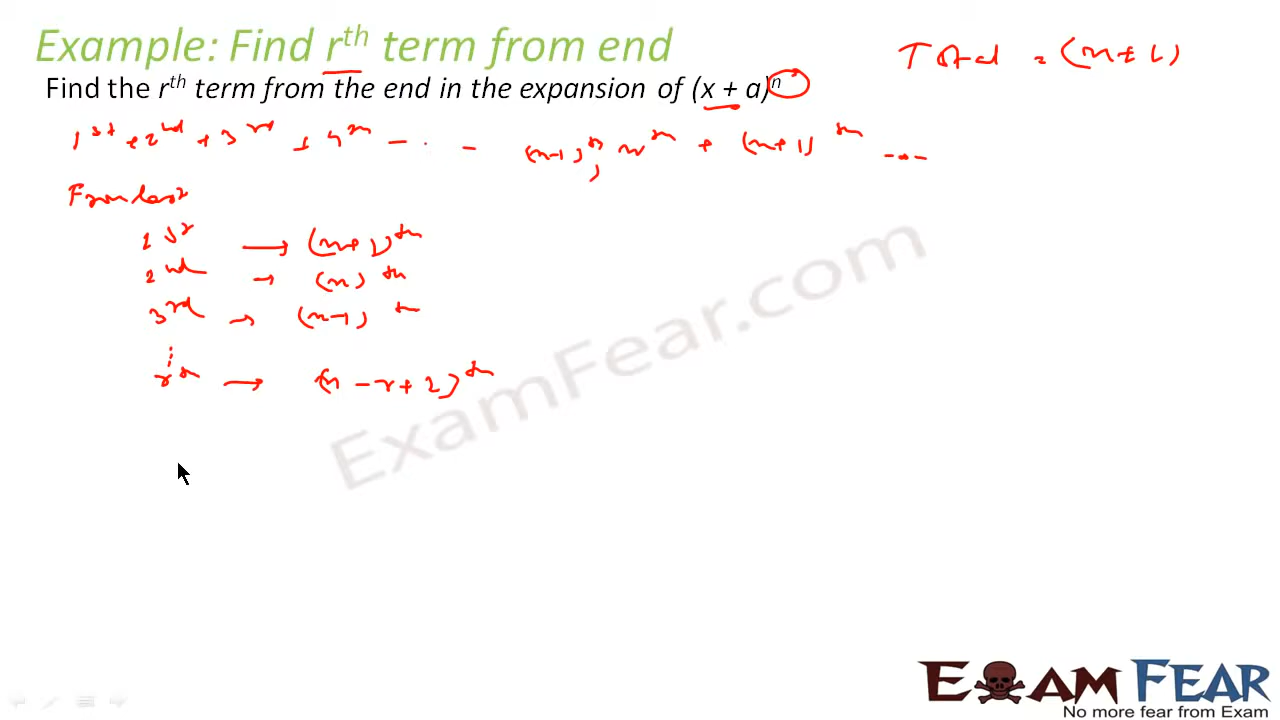 Example: Find rth term from end
Total = (n+1)
Find the rth term from the end in the expansion of (x + a)n
1st + 2nd + 3rd + 4th - . - (n-1)th, nth + (n+1)th ---
From last
1st → (n+1)th
2nd → (n)th
3rd → (n-1)th
rth → (n-r+2)th
ExamFear.com
EXAM FEAR
No more fear from Exam